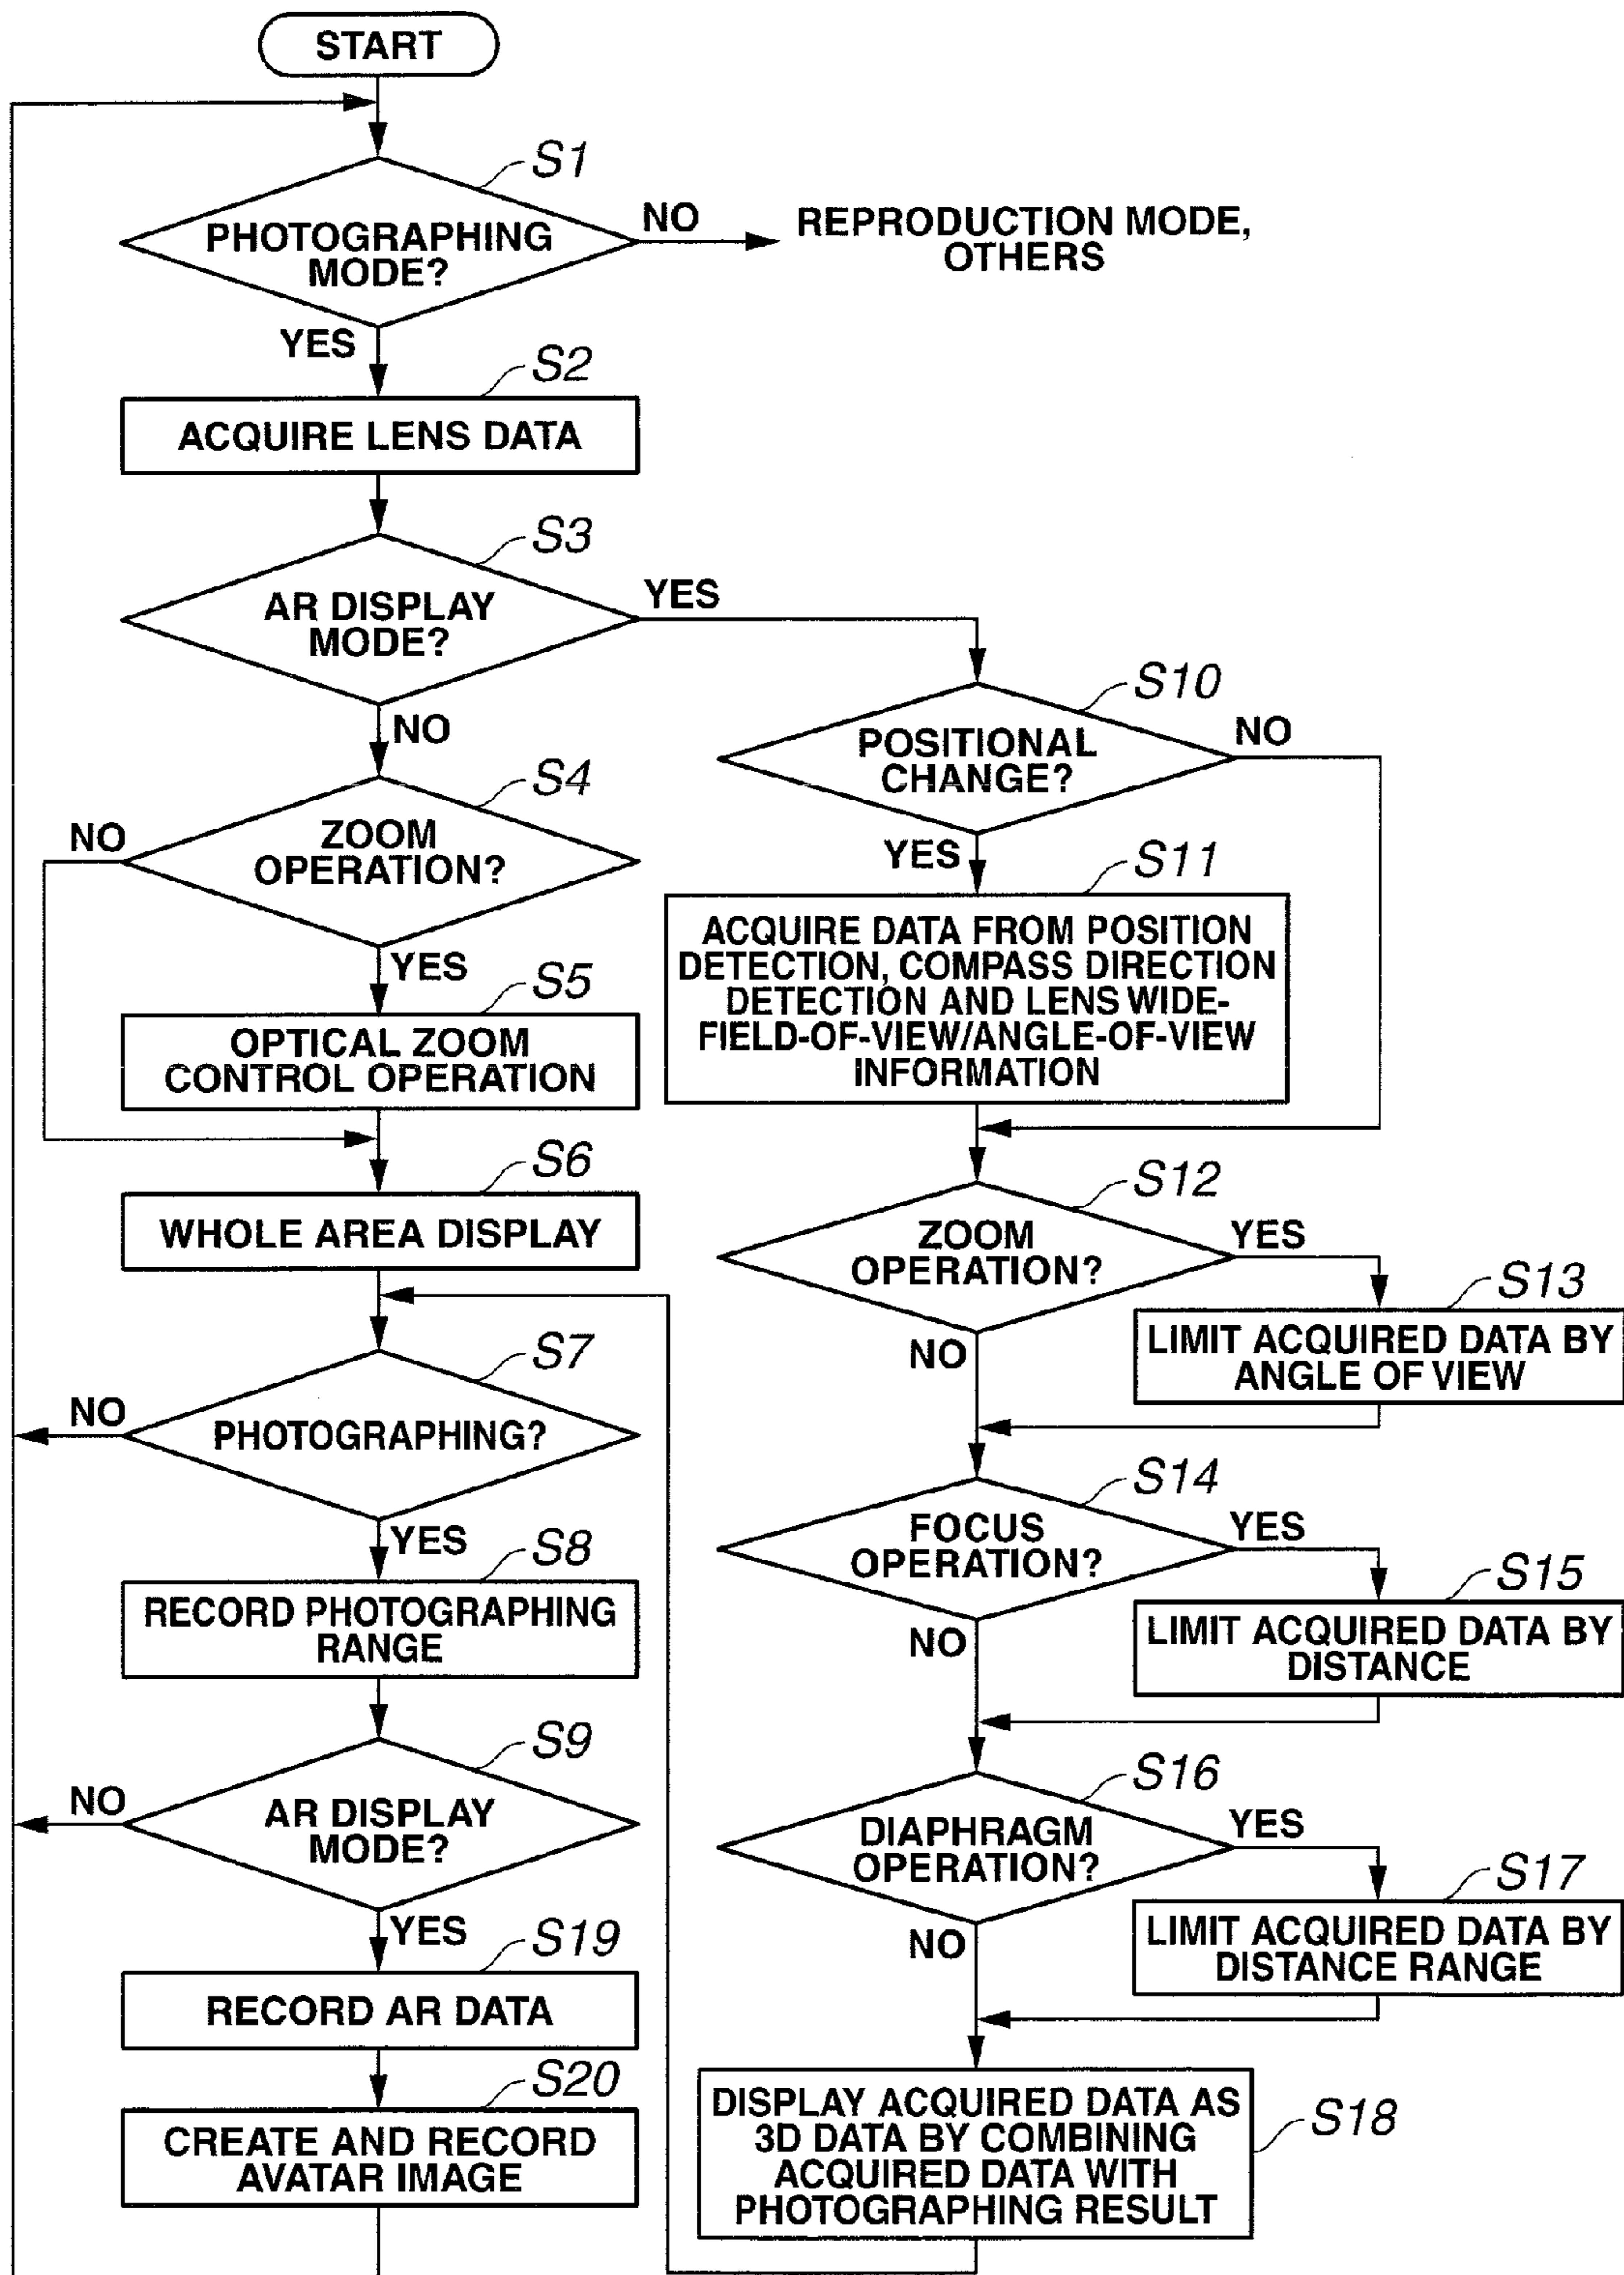 START
S1
PHOTOGRAPHING
MODE?
NO
REPRODUCTION MODE,
OTHERS
YES
S2
ACQUIRE LENS DATA
S3
AR DISPLAY
MODE?
YES
NO
S4
ZOOM
OPERATION?
NO
YES
S5
OPTICAL ZOOM
CONTROL OPERATION
S6
WHOLE AREA DISPLAY
S7
PHOTOGRAPHING?
NO
YES
S8
RECORD PHOTOGRAPHING
RANGE
S9
AR DISPLAY
MODE?
NO
YES
S19
RECORD AR DATA
S20
CREATE AND RECORD
AVATAR IMAGE
S10
POSITIONAL
CHANGE?
NO
YES
S11
ACQUIRE DATA FROM POSITION
DETECTION, COMPASS DIRECTION
DETECTION AND LENS WIDE-
FIELD-OF-VIEW/ANGLE-OF-VIEW
INFORMATION
S12
ZOOM
OPERATION?
YES
NO
S13
LIMIT ACQUIRED DATA BY
ANGLE OF VIEW
S14
FOCUS
OPERATION?
YES
NO
S15
LIMIT ACQUIRED DATA BY
DISTANCE
S16
DIAPHRAGM
OPERATION?
YES
NO
S17
LIMIT ACQUIRED DATA BY
DISTANCE RANGE
S18
DISPLAY ACQUIRED DATA AS
3D DATA BY COMBINING
ACQUIRED DATA WITH
PHOTOGRAPHING RESULT